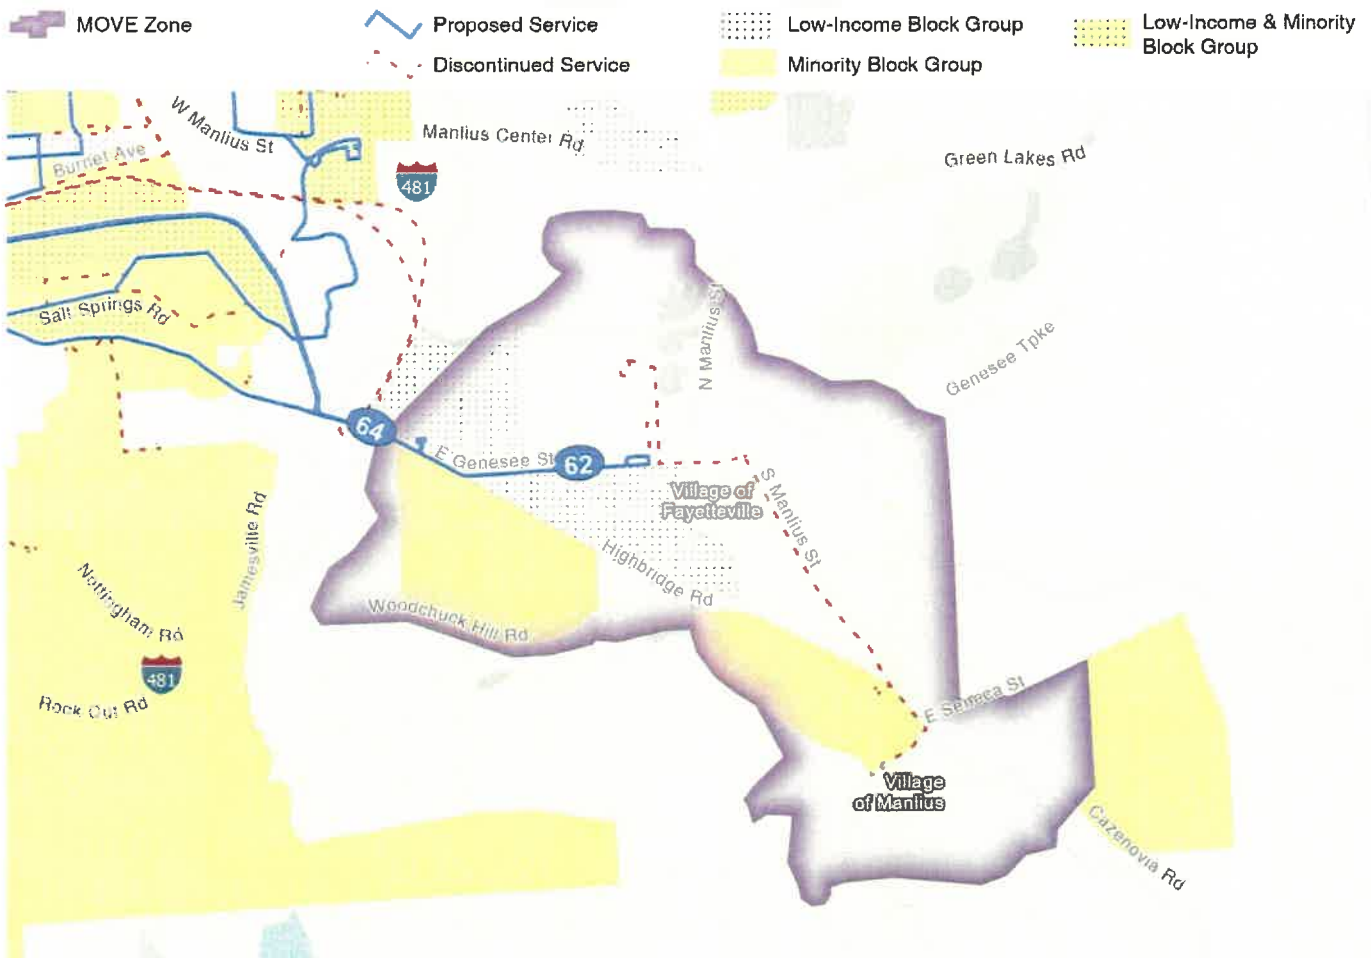 MOVE Zone
Proposed Service
Discontinued Service
Low-Income Block Group
Minority Block Group
Low-Income & Minority
Block Group
W Manlius St
Manlius Center Rd
Green Lakes Rd
Burnet Ave
481
Salt Springs Rd
N Manlius St
Genesee Tpke
64
E Genesee St
62
Village of
Fayetteville
S Manlius St
Jamesville Rd
Highbridge Rd
Nottingham Rd
Woodchuck Hill Rd
481
Rock Cut Rd
E Seneca St
Village
of Manlius
Cazenovia Rd